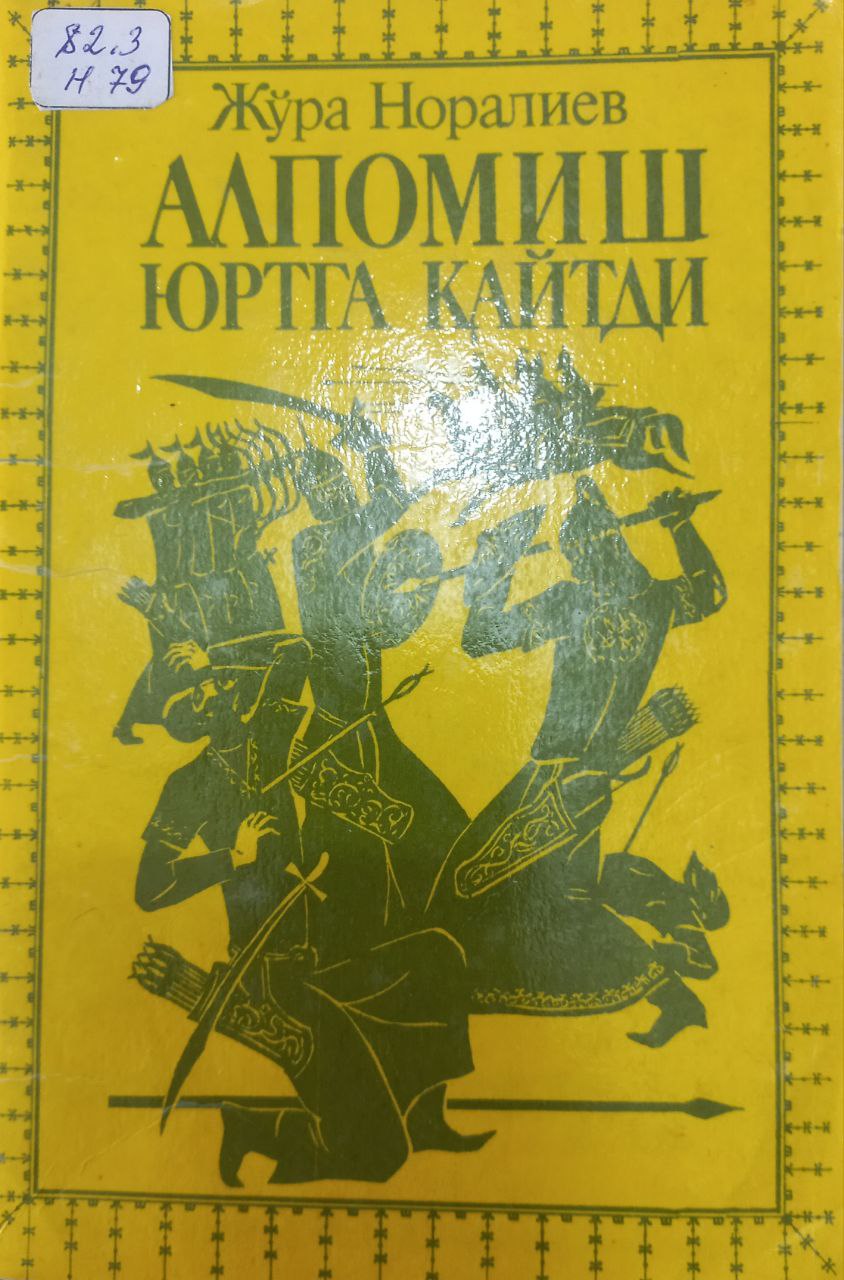 82.3
Н 79
Жўра Норалиев
АЛПОМИШ
ЮРТГА ҚАЙТДИ